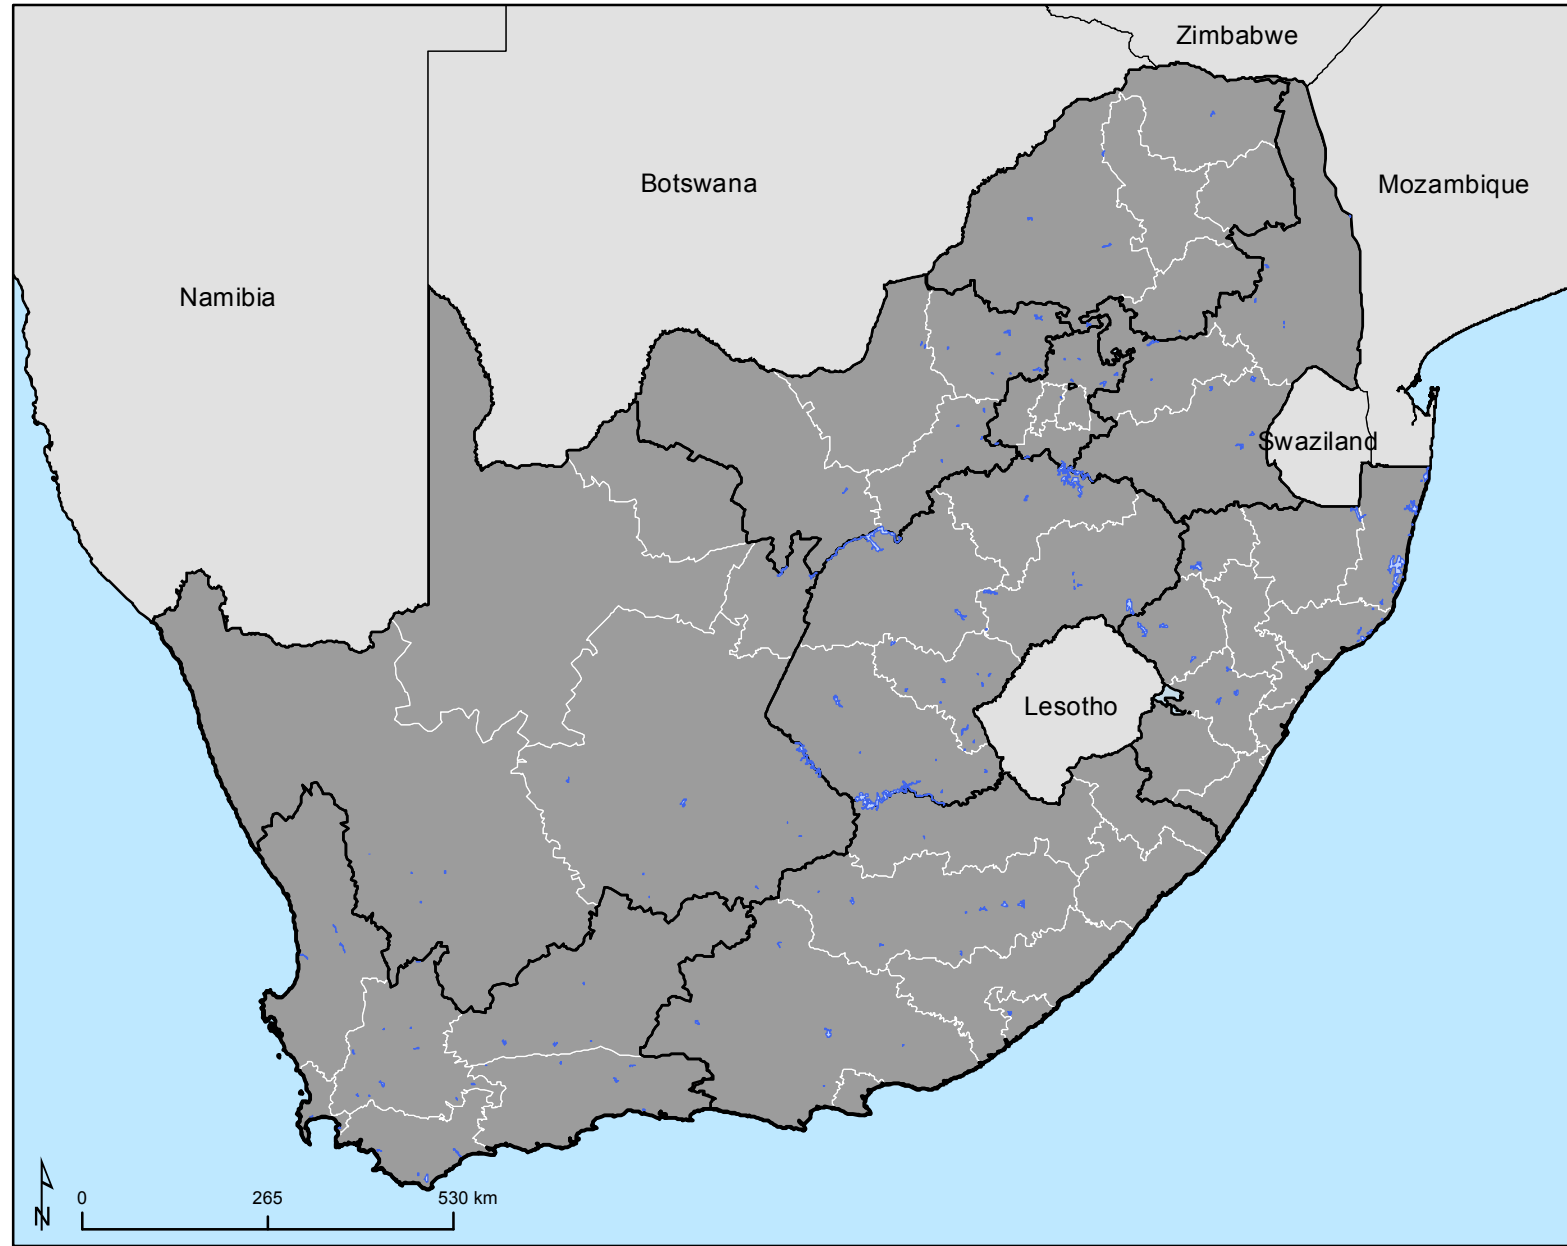 Zimbabwe
Botswana
Mozambique
Namibia
Swaziland
Lesotho
N
0 265 530 km